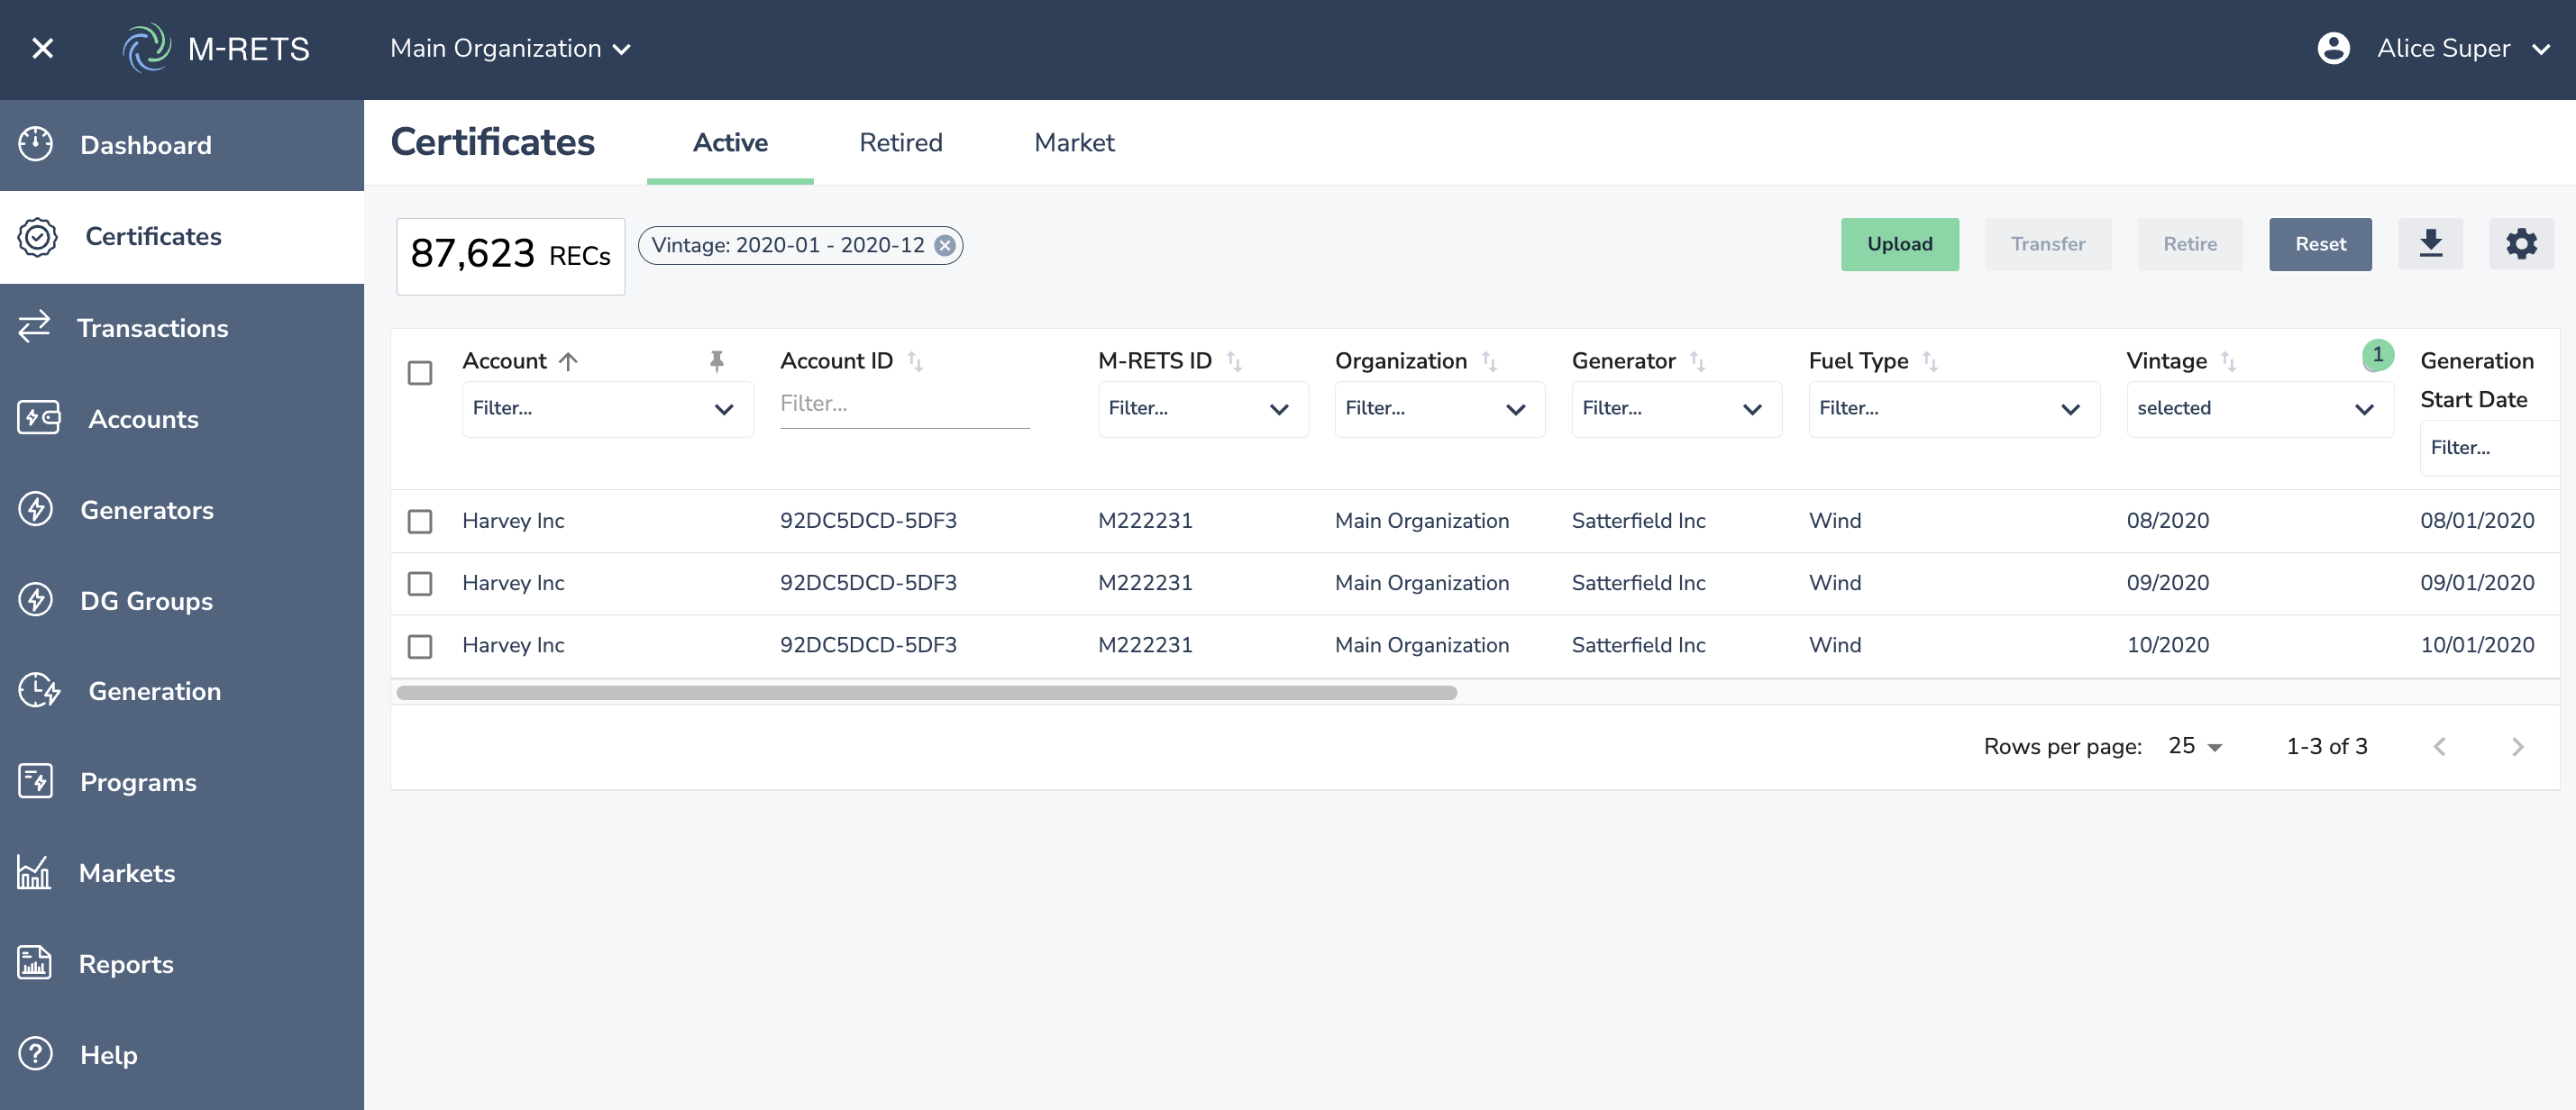 M-RETS
Main Organization
Alice Super
Dashboard
Certificates
Transactions
Accounts
Generators
DG Groups
Generation
Programs
Markets
Reports
Help
Certificates
Active
Retired
Market
87,623 RECs
Vintage: 2020-01 - 2020-12
Upload
Transfer
Retire
Reset
Account Account ID M-RETS ID Organization Generator Fuel Type Vintage 1 Generation Start Date
Filter... Filter... Filter... Filter... Filter... Filter... selected Filter...
Harvey Inc 92DC5DCD-5DF3 M222231 Main Organization Satterfield Inc Wind 08/2020 08/01/2020
Harvey Inc 92DC5DCD-5DF3 M222231 Main Organization Satterfield Inc Wind 09/2020 09/01/2020
Harvey Inc 92DC5DCD-5DF3 M222231 Main Organization Satterfield Inc Wind 10/2020 10/01/2020
Rows per page: 25 1-3 of 3